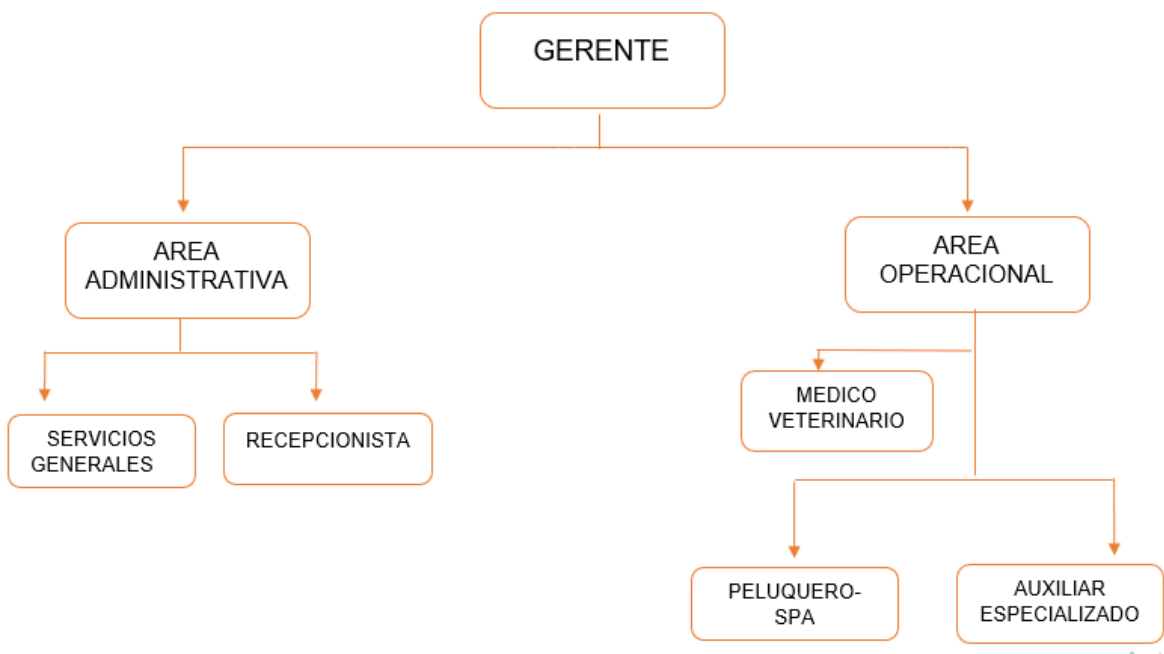 GERENTE
AREA
ADMINISTRATIVA
AREA
OPERACIONAL
MEDICO
VETERINARIO
SERVICIOS
GENERALES
RECEPCIONISTA
PELUQUERO-
SPA
AUXILIAR
ESPECIALIZADO